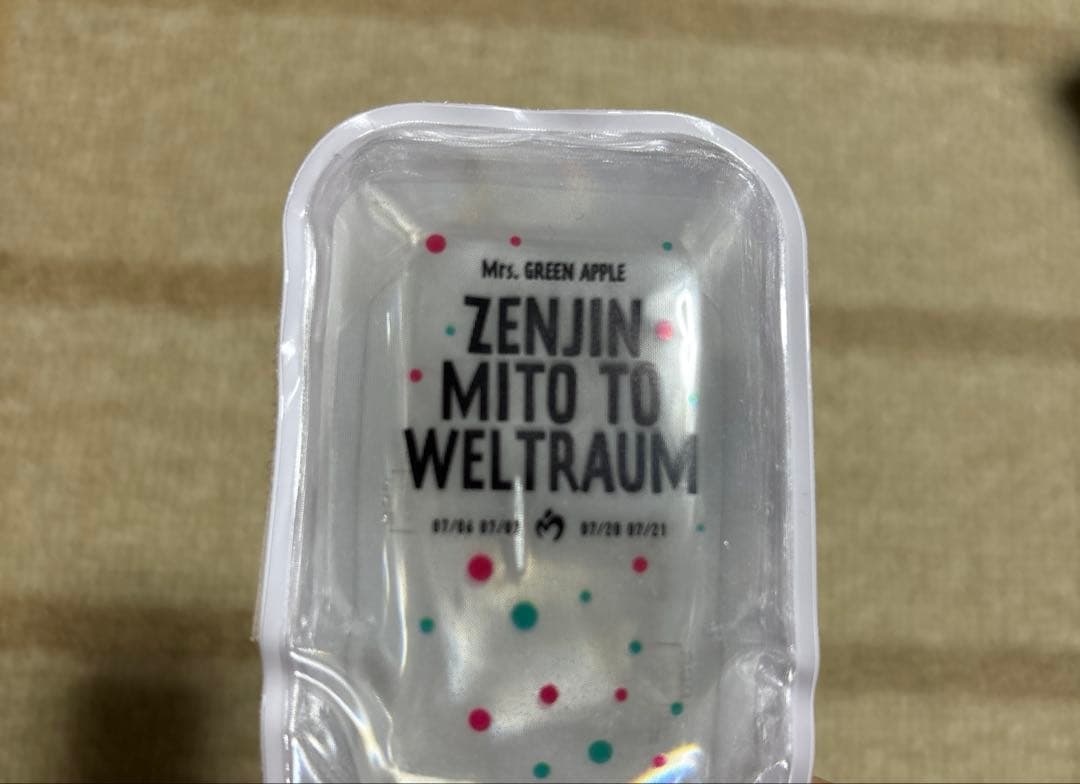 Mrs. GREEN APPLE
ZENJIN
MITO TO
WELTRAUM
07/06 07/07 07/20 07/21